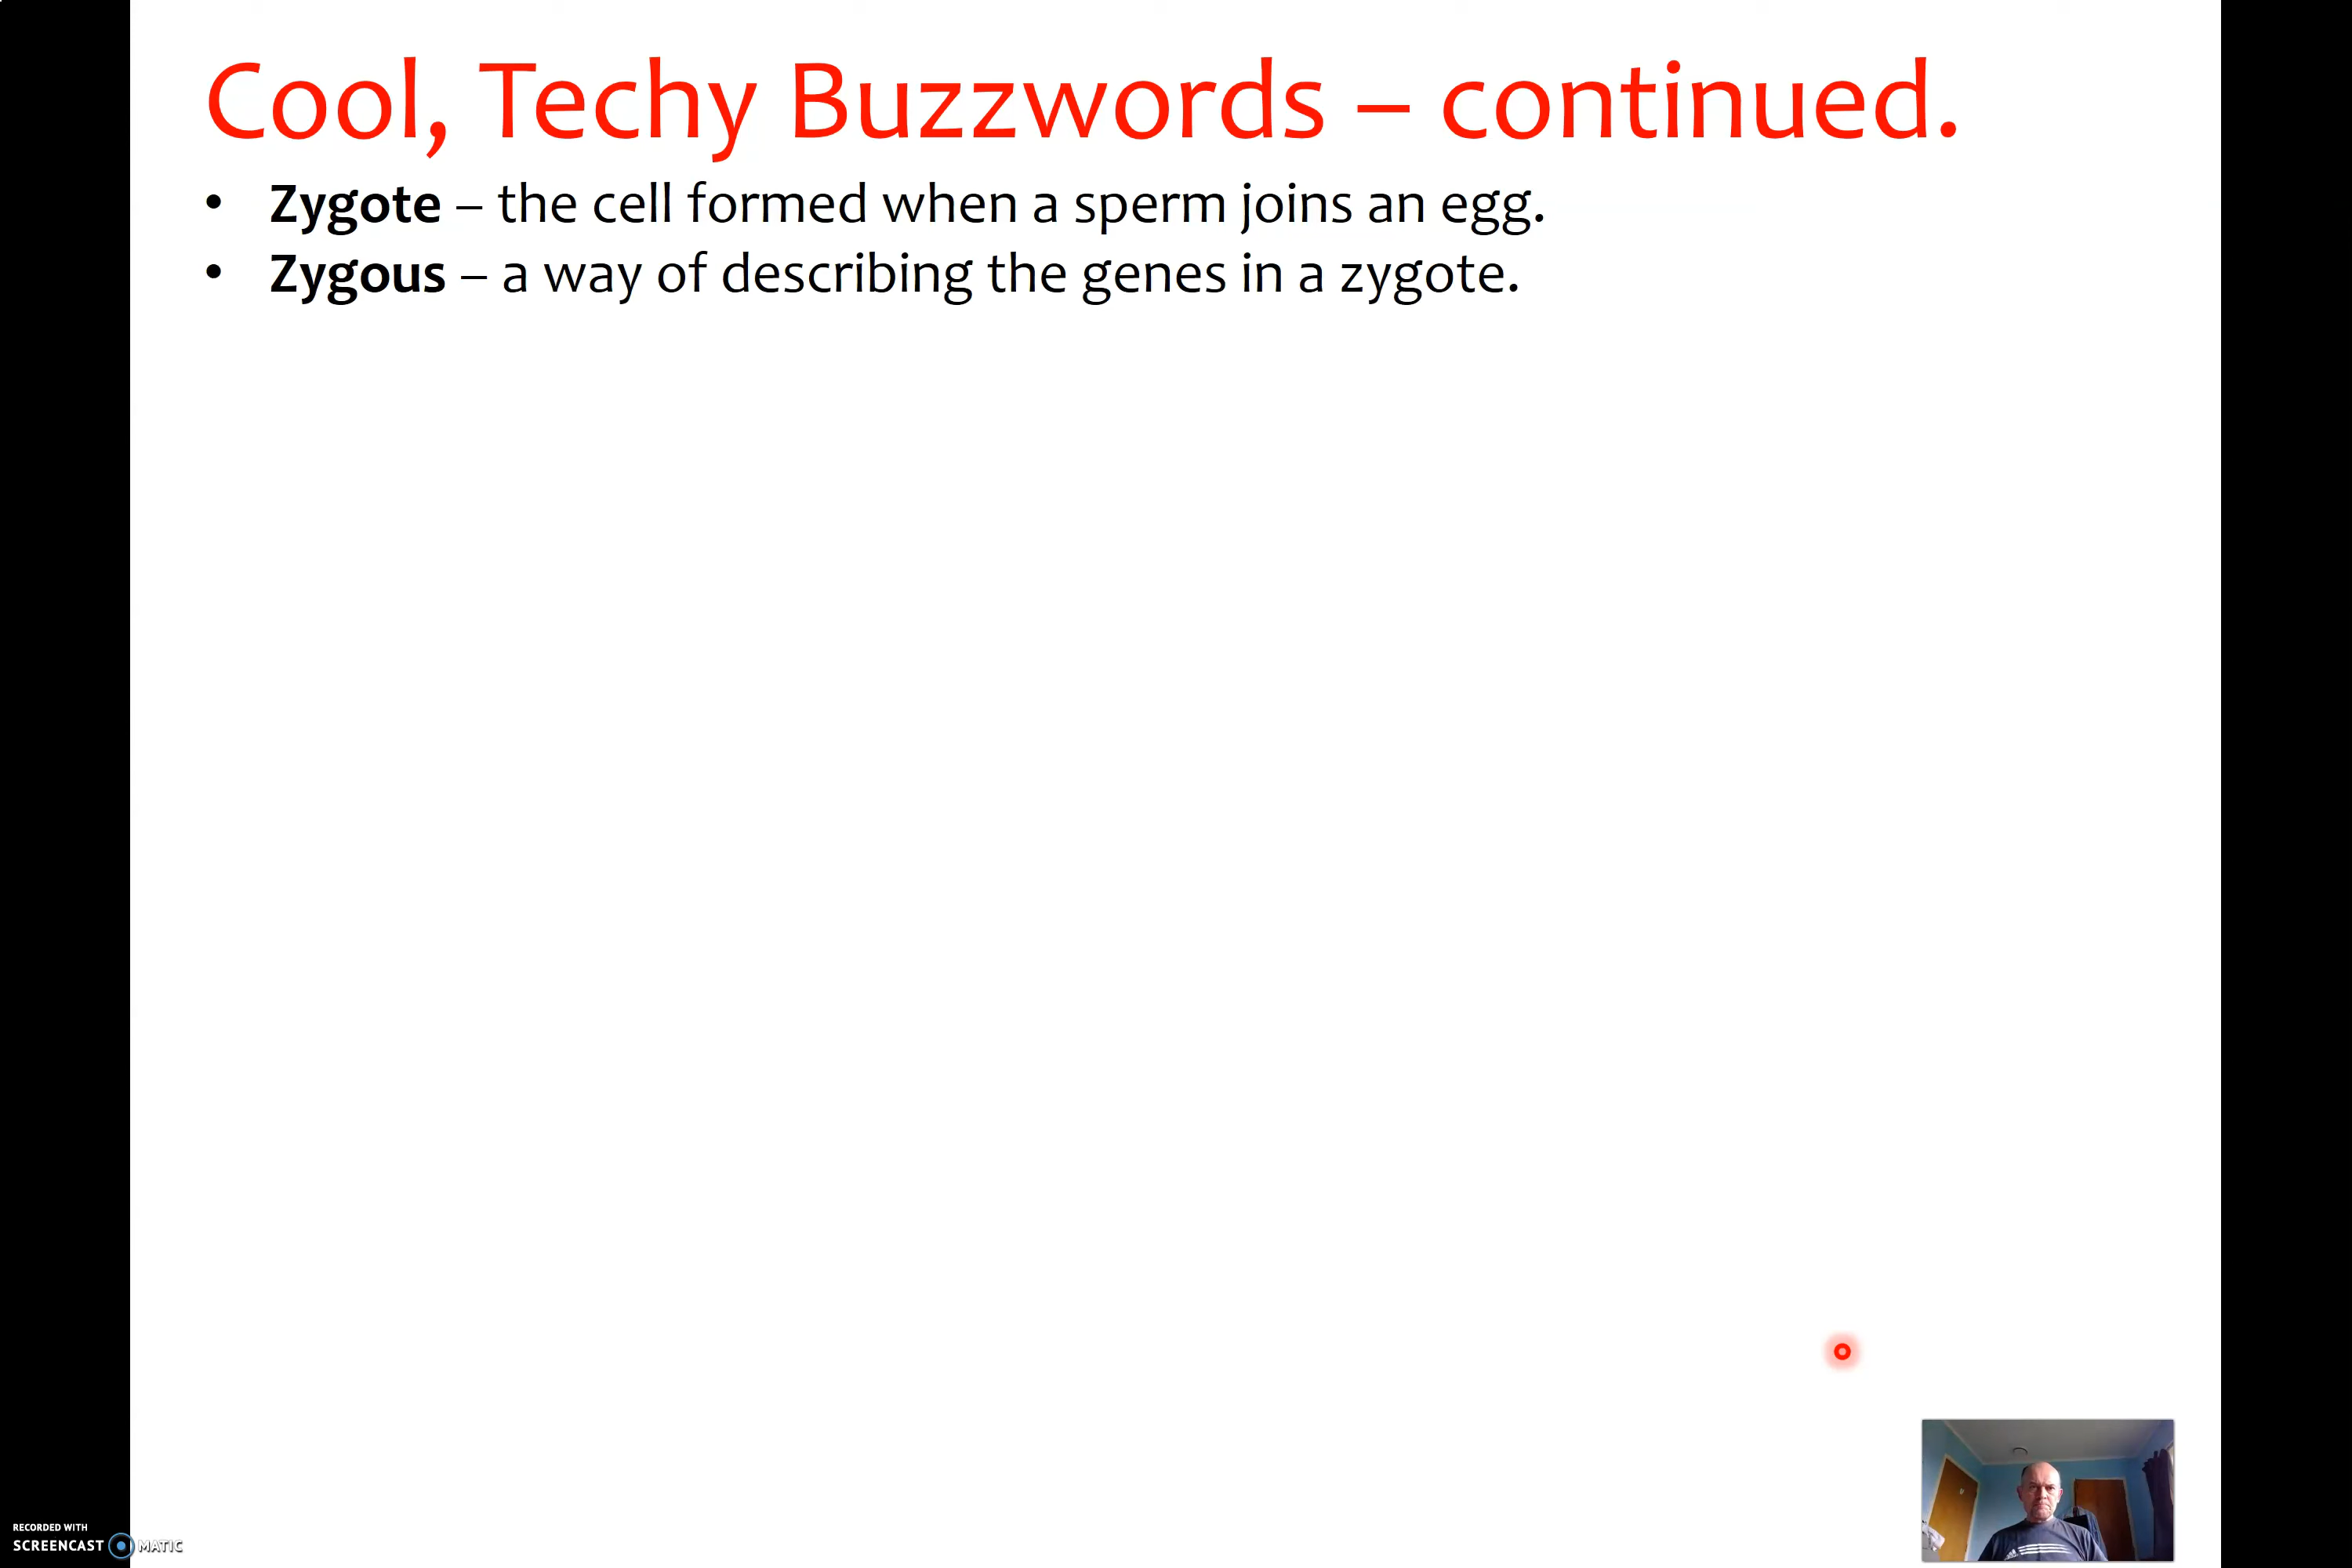 Cool, Techy Buzzwords – continued.
• Zygote – the cell formed when a sperm joins an egg.
• Zygous – a way of describing the genes in a zygote.
RECORDED WITH
SCREENCAST MATIC